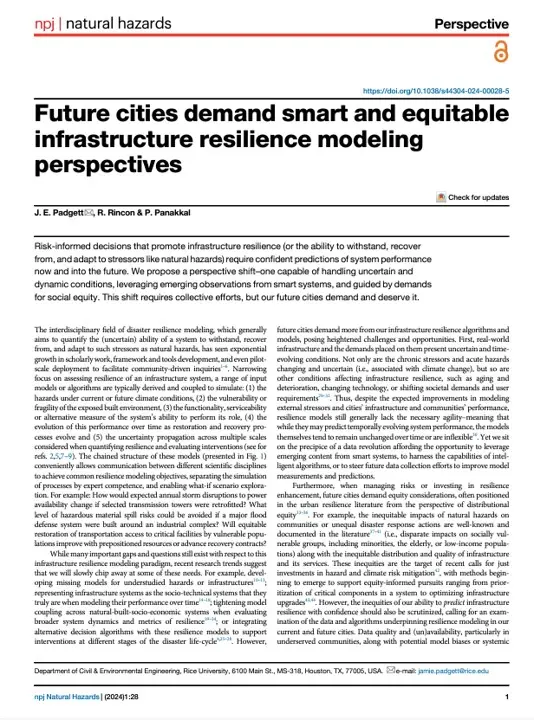 npj | natural hazards
Perspective
https://doi.org/10.1038/s44304-024-00028-5
Future cities demand smart and equitable
infrastructure resilience modeling
perspectives
Check for updates
J. E. Padgett, R. Rincon & P. Panakkal
Risk-informed decisions that promote infrastructure resilience (or the ability to withstand, recover
from, and adapt to stressors like natural hazards) require confident predictions of system performance
now and into the future. We propose a perspective shift–one capable of handling uncertain and
dynamic conditions, leveraging emerging observations from smart systems, and guided by demands
for social equity. This shift requires collective efforts, but our future cities demand and deserve it.
The interdisciplinary field of disaster resilience modeling, which generally
aims to quantify the (uncertain) ability of a system to withstand, recover
from, and adapt to such stressors as natural hazards, has seen exponential
growth in scholarly work, framework and tools development, and even pilot-
scale deployment to facilitate community-driven inquiries
Narrowing
focus on assessing resilience of an infrastructure system, a range of input
models or algorithms are typically derived and coupled to simulate: (1) the
hazards under current or future climate conditions, (2) the vulnerability or
fragility of the exposed built environment, (3) the functionality, serviceability
or alternative measure of the system's ability to perform its role, (4) the
evolution of this performance over time as restoration and recovery pro-
cesses evolve and (5) the uncertainty propagation across multiple scales
considered when quantifying resilience and evaluating interventions (see for
refs. 2,5,7–9). The chained structure of these models (presented in Fig. 1)
conveniently allows communication between different scientific disciplines
to achieve common resilience modeling objectives, separating the simulation
of processes by expert competence, and enabling what-if scenario explora-
tion. For example: How would expected annual storm disruptions to power
availability change if selected transmission towers were retrofitted? What
level of hazardous material spill risks could be avoided if a major flood
defense system were built around an industrial complex? Will equitable
restoration of transportation access to critical facilities by vulnerable popu-
lations improve with prepositioned resources or advance recovery contracts?
While many important gaps and questions still exist with respect to this
infrastructure resilience modeling paradigm, recent research trends suggest
that we will slowly chip away at some of these needs. For example, devel-
oping missing models for understudied hazards or infrastructure
representing infrastructure systems as the socio-technical systems that they
truly are when modeling their performance over time
tightening model
coupling across natural-built-socio-economic systems when evaluating
broader system dynamics and metrics of resilience
or integrating
alternative decision algorithms with these resilience models to support
interventions at different stages of the disaster life-cycle
However,
future cities demand more from our infrastructure resilience algorithms and
models, posing heightened challenges and opportunities. First, real-world
infrastructure and the demands placed on them present uncertain and time-
evolving conditions. Not only are the chronic stressors and acute hazards
changing and uncertain (i.e., associated with climate change), but so are
other conditions affecting infrastructure resilience, such as aging and
deterioration, changing technology, or shifting societal demands and user
requirements
Thus, despite the expected improvements in modeling
external stressors and cities' infrastructure and communities' performance,
resilience models still generally lack the necessary agility–meaning that
while they may predict temporally evolving system performance, the models
themselves tend to remain unchanged over time or are inflexible
Yet we sit
on the precipice of a data revolution affording the opportunity to leverage
emerging content from smart systems, to harness the capabilities of intel-
ligent algorithms, or to steer future data collection efforts to improve model
measurements and predictions.
Furthermore, when managing risks or investing in resilience
enhancement, future cities demand equity considerations, often positioned
in the urban resilience literature from the perspective of distributional
equity
For example, the inequitable impacts of natural hazards on
communities or unequal disaster response actions are well-known and
documented in the literature
(i.e., disparate impacts on socially vul-
nerable groups, including minorities, the elderly, or low-income popula-
tions) along with the inequitable distribution and quality of infrastructure
and its services. These inequities are the target of recent calls for just
investments in hazard and climate risk mitigation
with methods begin-
ning to emerge to support equity-informed pursuits ranging from prior-
itization of critical components in a system to optimizing infrastructure
upgrades
However, the inequities of our ability to predict infrastructure
resilience with confidence should also be scrutinized, calling for an exam-
ination of the data and algorithms underpinning resilience modeling in our
current and future cities. Data quality and (un)availability, particularly in
underserved communities, along with potential model biases or systemic
Department of Civil & Environmental Engineering, Rice University, 6100 Main St., MS-318, Houston, TX, 77005, USA. e-mail: jamie.padgett@rice.edu
npj Natural Hazards | (2024)1:28
1